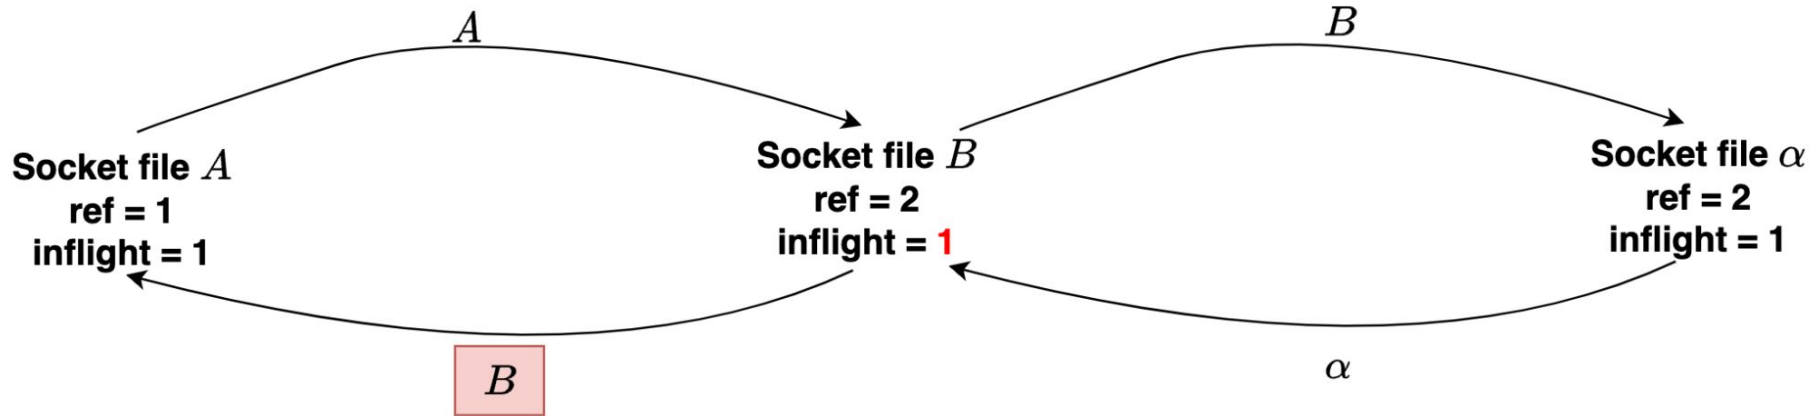 A
B
Socket file A
ref = 1
inflight = 1
Socket file B
ref = 2
inflight = 1
Socket file α
ref = 2
inflight = 1
B
α